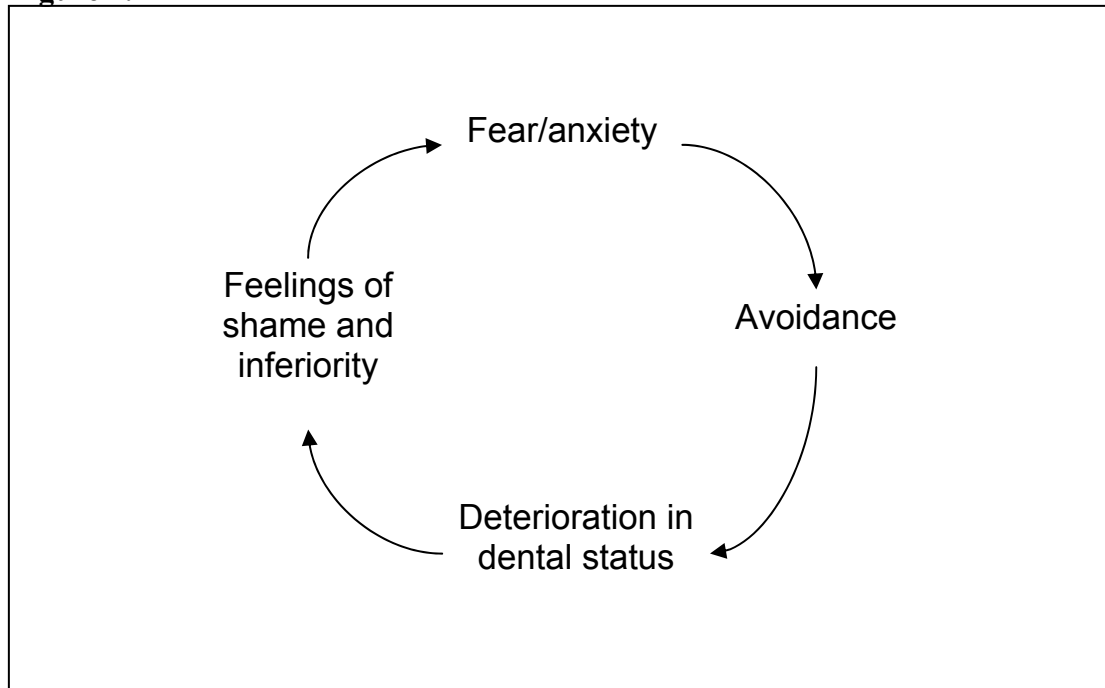 Fear/anxiety
Avoidance
Deterioration in
dental status
Feelings of
shame and
inferiority